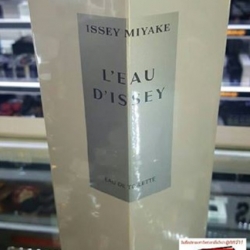 ISSEY MIYAKE
L'EAU
D'ISSEY
EAU DE TOILETTE